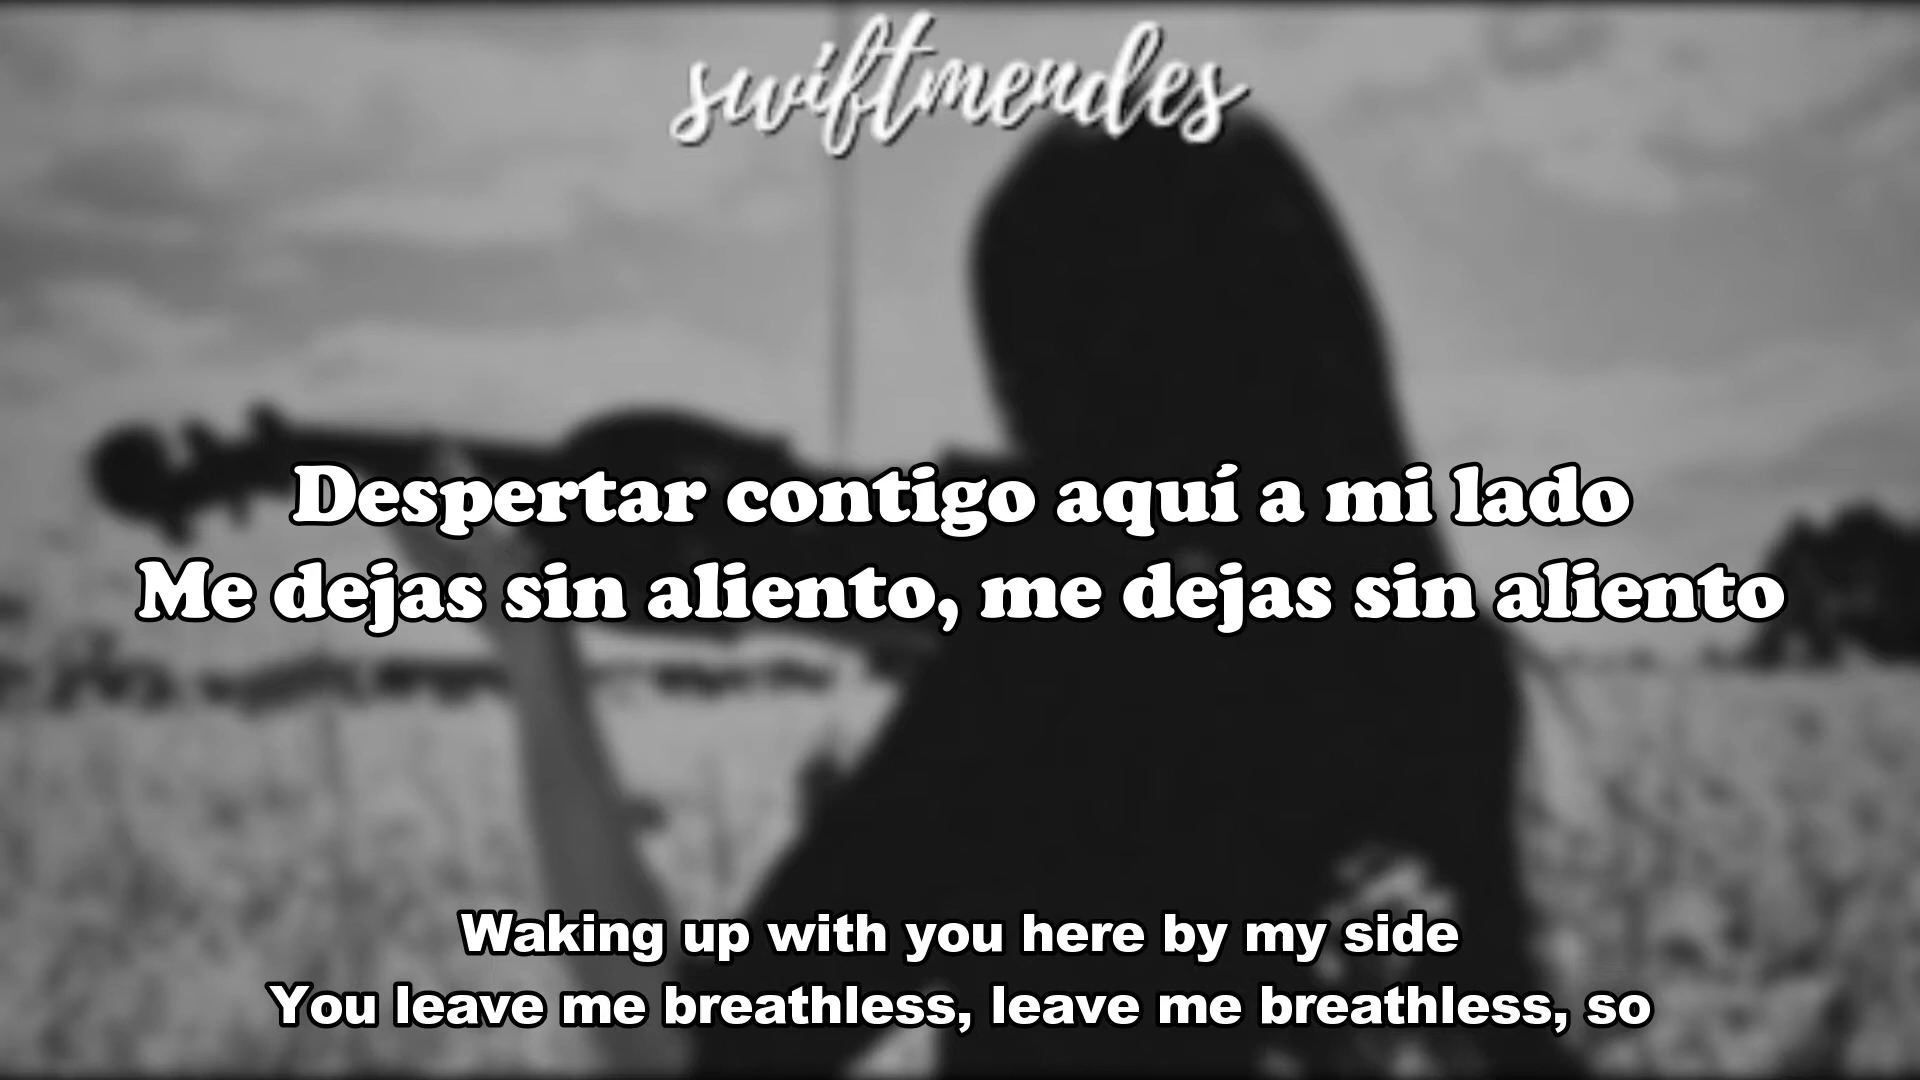 swiftmendes
Despertar contigo aquí a mi lado
Me dejas sin aliento, me dejas sin aliento
Waking up with you here by my side
You leave me breathless, leave me breathless, so